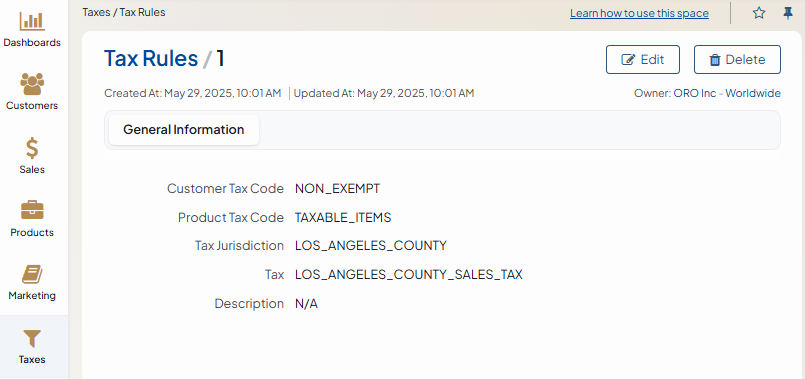 Taxes / Tax Rules
Learn how to use this space
Dashboards
Customers
Sales
Products
Marketing
Taxes
Tax Rules / 1
Edit
Delete
Created At: May 29, 2025, 10:01 AM | Updated At: May 29, 2025, 10:01 AM
Owner: ORO Inc - Worldwide
General Information
Customer Tax Code NON_EXEMPT
Product Tax Code TAXABLE_ITEMS
Tax Jurisdiction LOS_ANGELES_COUNTY
Tax LOS_ANGELES_COUNTY_SALES_TAX
Description N/A